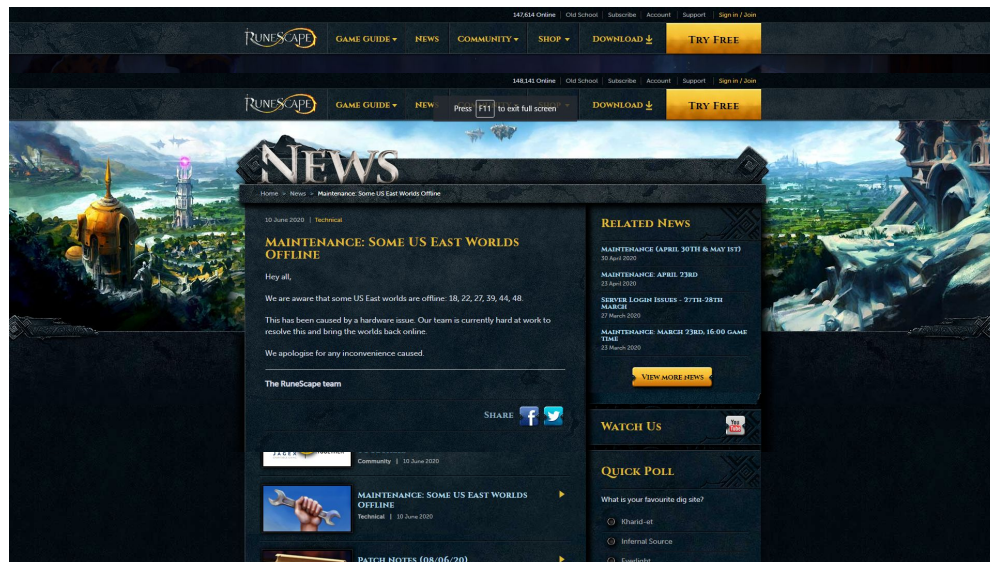 147,614 Online Old School Subscribe Account Support Sign in / Join
RUNESCAPE GAME GUIDE NEWS COMMUNITY SHOP DOWNLOAD TRY FREE
148,141 Online Old School Subscribe Account Support Sign in / Join
RUNESCAPE GAME GUIDE NEWS Press F11 to exit full screen DOWNLOAD TRY FREE
NEWS
Home > News > Maintenance: Some US East Worlds Offline
10 June 2020 | Technical
MAINTENANCE: SOME US EAST WORLDS
OFFLINE
Hey all,
We are aware that some US East worlds are offline: 18, 22, 27, 39, 44, 48.
This has been caused by a hardware issue. Our team is currently hard at work to
resolve this and bring the worlds back online.
We apologise for any inconvenience caused.
The RuneScape team
SHARE
Community | 10 June 2020
MAINTENANCE: SOME US EAST WORLDS
OFFLINE
Technical | 10 June 2020
PATCH NOTES (08/06/20)
RELATED NEWS
MAINTENANCE (APRIL 30TH & MAY 1ST)
30 April 2020
MAINTENANCE: APRIL 23RD
23 April 2020
SERVER LOGIN ISSUES - 27TH-28TH
MARCH
27 March 2020
MAINTENANCE: MARCH 23RD, 16:00 GAME
TIME
23 March 2020
VIEW MORE NEWS
WATCH US
You
Tube
QUICK POLL
What is your favourite dig site?
Kharid-et
Infernal Source
Everlight